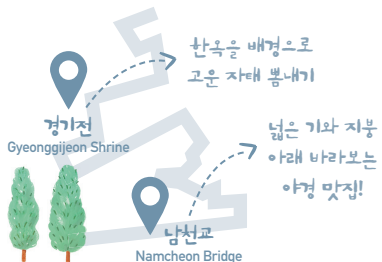 한옥을 배경으로
고운 자태 뽐내기
경기전
Gyeonggijeon Shrine
넓은 기와 지붕
아래 바라보는
야경 맛집!
남천교
Namcheon Bridge